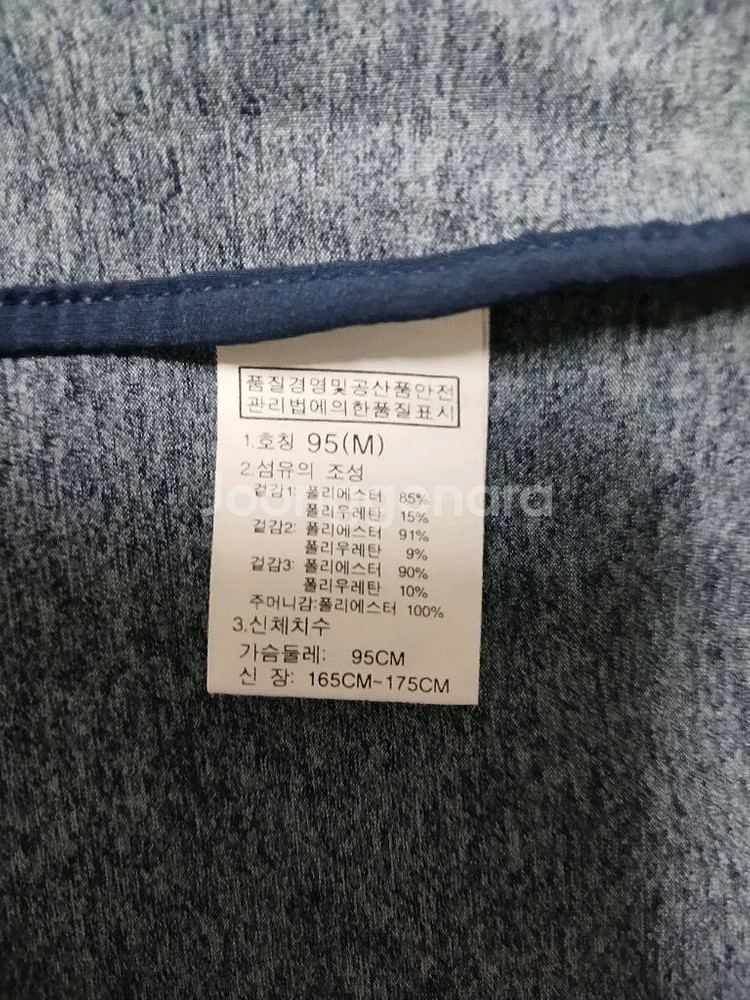 품질경영및공산품안전
관리법에의한품질표시
1.호칭 95(M)
2.섬유의 조성
겉감1: 폴리에스터 85%
폴리우레탄 15%
겉감2: 폴리에스터 91%
폴리우레탄 9%
겉감3: 폴리에스터 90%
폴리우레탄 10%
주머니감:폴리에스터 100%
3.신체치수
가슴둘레: 95CM
신 장: 165CM~175CM
Joonggonara